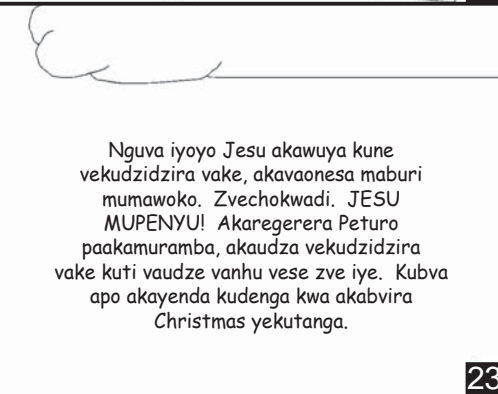 Nguva iyoyo Jesu akawuya kune
vekudzidzira vake, akavaonesa maburi
mumawoko.  Zvechokwadi.  JESU
MUPENYU!  Akaregerera Peturo
paakamuramba, akaudza vekudzidzira
vake kuti vaudze vanhu vese zve iye.  Kubva
apo akayenda kudenga kwa akabvira
Christmas yekutanga.
23